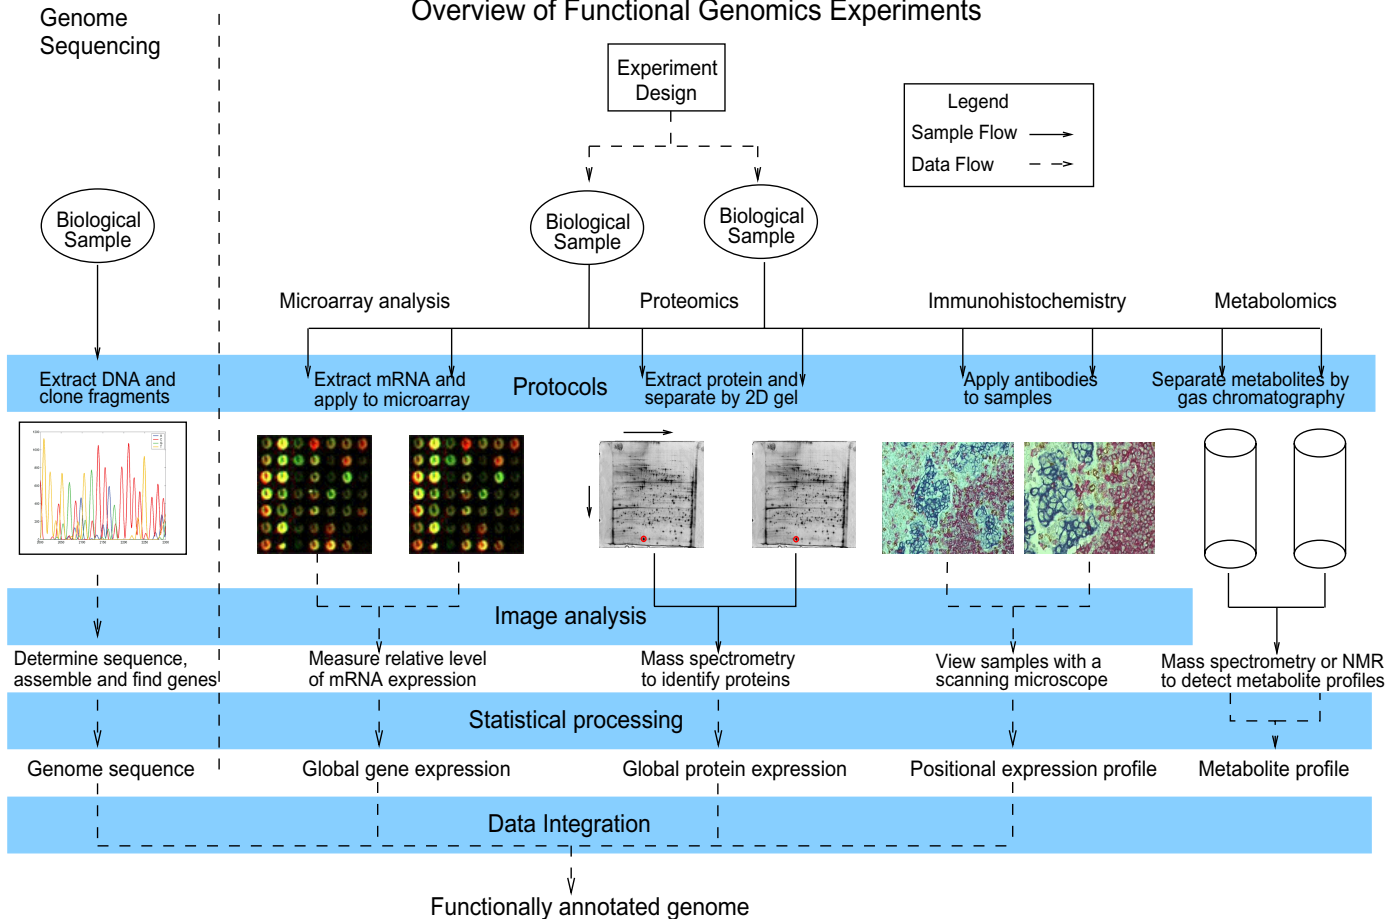 Genome
Sequencing
Overview of Functional Genomics Experiments
Experiment
Design
Legend
Sample Flow
Data Flow
Biological
Sample
Biological
Sample
Biological
Sample
Microarray analysis
Proteomics
Immunohistochemistry
Metabolomics
Extract DNA and
clone fragments
Extract mRNA and
apply to microarray
Protocols
Extract protein and
separate by 2D gel
Apply antibodies
to samples
Separate metabolites by
gas chromatography
Image analysis
Determine sequence,
assemble and find genes
Measure relative level
of mRNA expression
Mass spectrometry
to identify proteins
View samples with a
scanning microscope
Mass spectrometry or NMR
to detect metabolite profiles
Statistical processing
Genome sequence
Global gene expression
Global protein expression
Positional expression profile
Metabolite profile
Data Integration
Functionally annotated genome